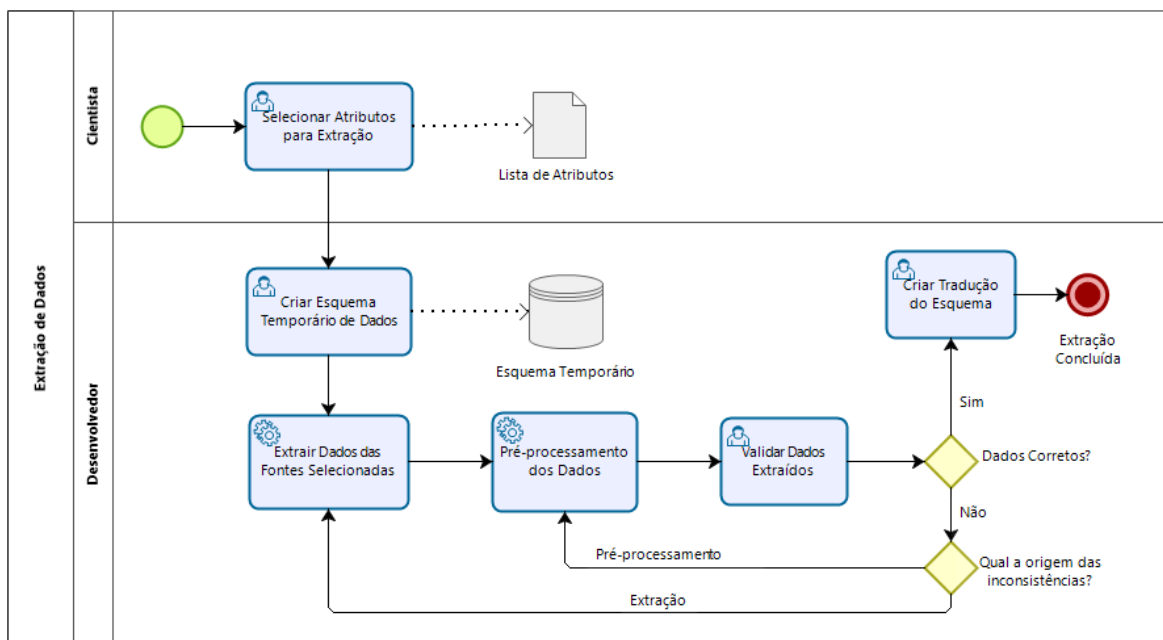 Extração de Dados
Cientista
Selecionar Atributos
para Extração
Lista de Atributos
Desenvolvedor
Criar Esquema
Temporário de Dados
Esquema Temporário
Criar Tradução
do Esquema
Extração
Concluída
Sim
Extrair Dados das
Fontes Selecionadas
Pré-processamento
dos Dados
Validar Dados
Extraídos
Dados Corretos?
Não
Pré-processamento
Qual a origem das
inconsistências?
Extração